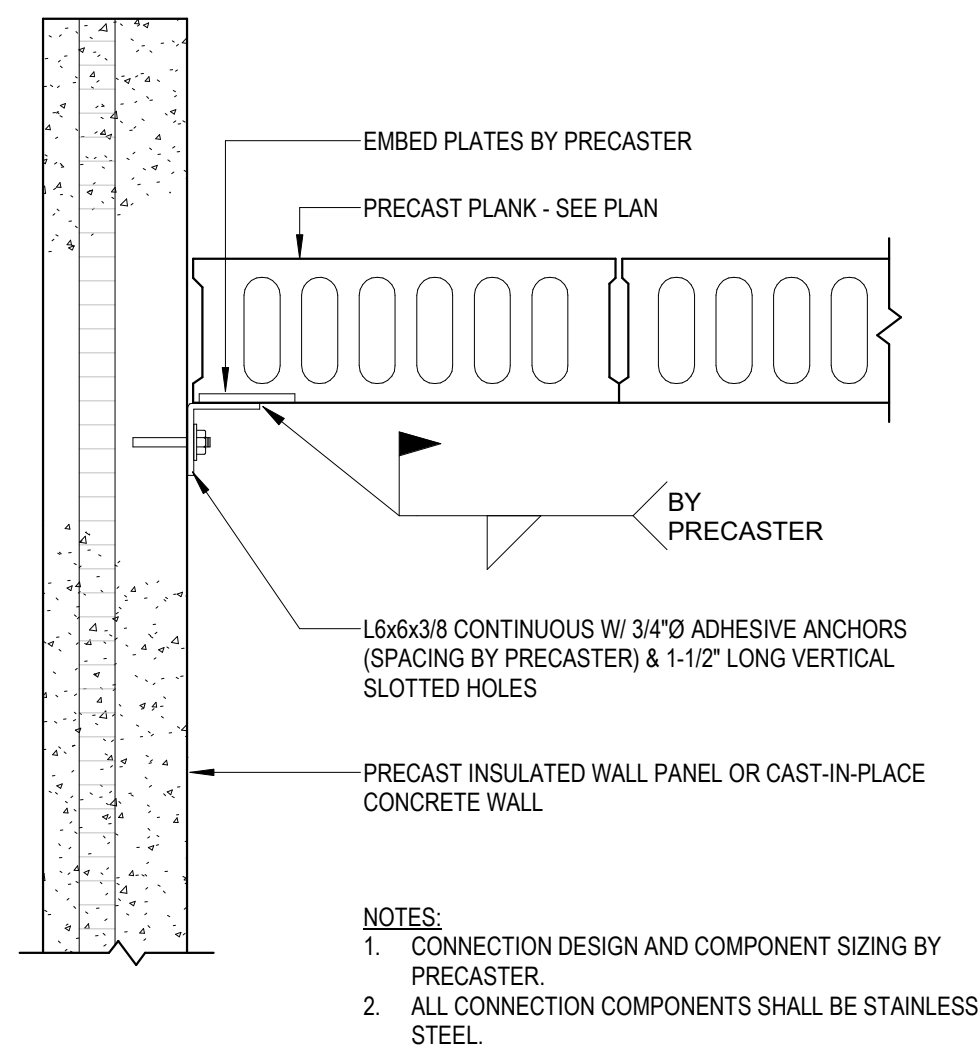 EMBED PLATES BY PRECASTER
PRECAST PLANK - SEE PLAN
BY
PRECASTER
L6x6x3/8 CONTINUOUS W/ 3/4"Ø ADHESIVE ANCHORS
(SPACING BY PRECASTER) & 1-1/2" LONG VERTICAL
SLOTTED HOLES
PRECAST INSULATED WALL PANEL OR CAST-IN-PLACE
CONCRETE WALL
NOTES:
1. CONNECTION DESIGN AND COMPONENT SIZING BY
PRECASTER.
2. ALL CONNECTION COMPONENTS SHALL BE STAINLESS
STEEL.